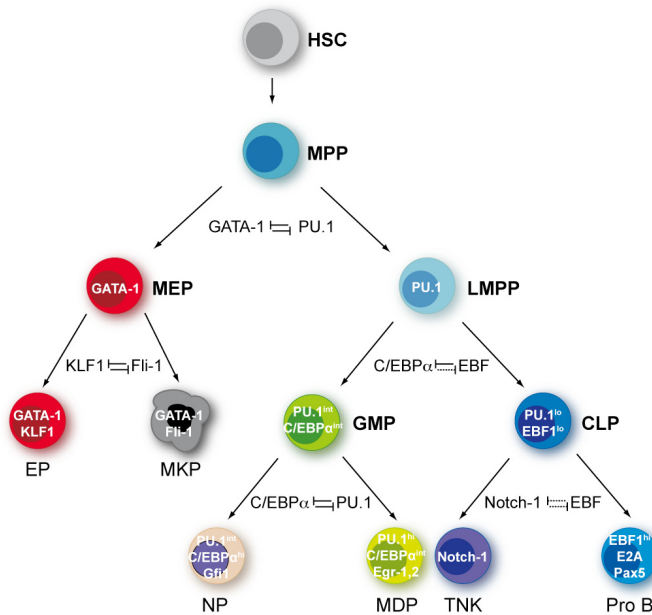 HSC
MPP
GATA-1 PU.1
GATA-1
MEP
PU.1
LMPP
KLF1 Fli-1
C/EBPα EBF
GATA-1
KLF1
EP
GATA-1
Fli-1
MKP
PU.1int
C/EBPαint
GMP
PU.1lo
EBF1lo
CLP
C/EBPα PU.1
Notch-1 EBF
PU.1int
C/EBPαhi
Gfi1
NP
PU.1hi
C/EBPαint
Egr-1,2
MDP
Notch-1
TNK
EBF1hi
E2A
Pax5
Pro B